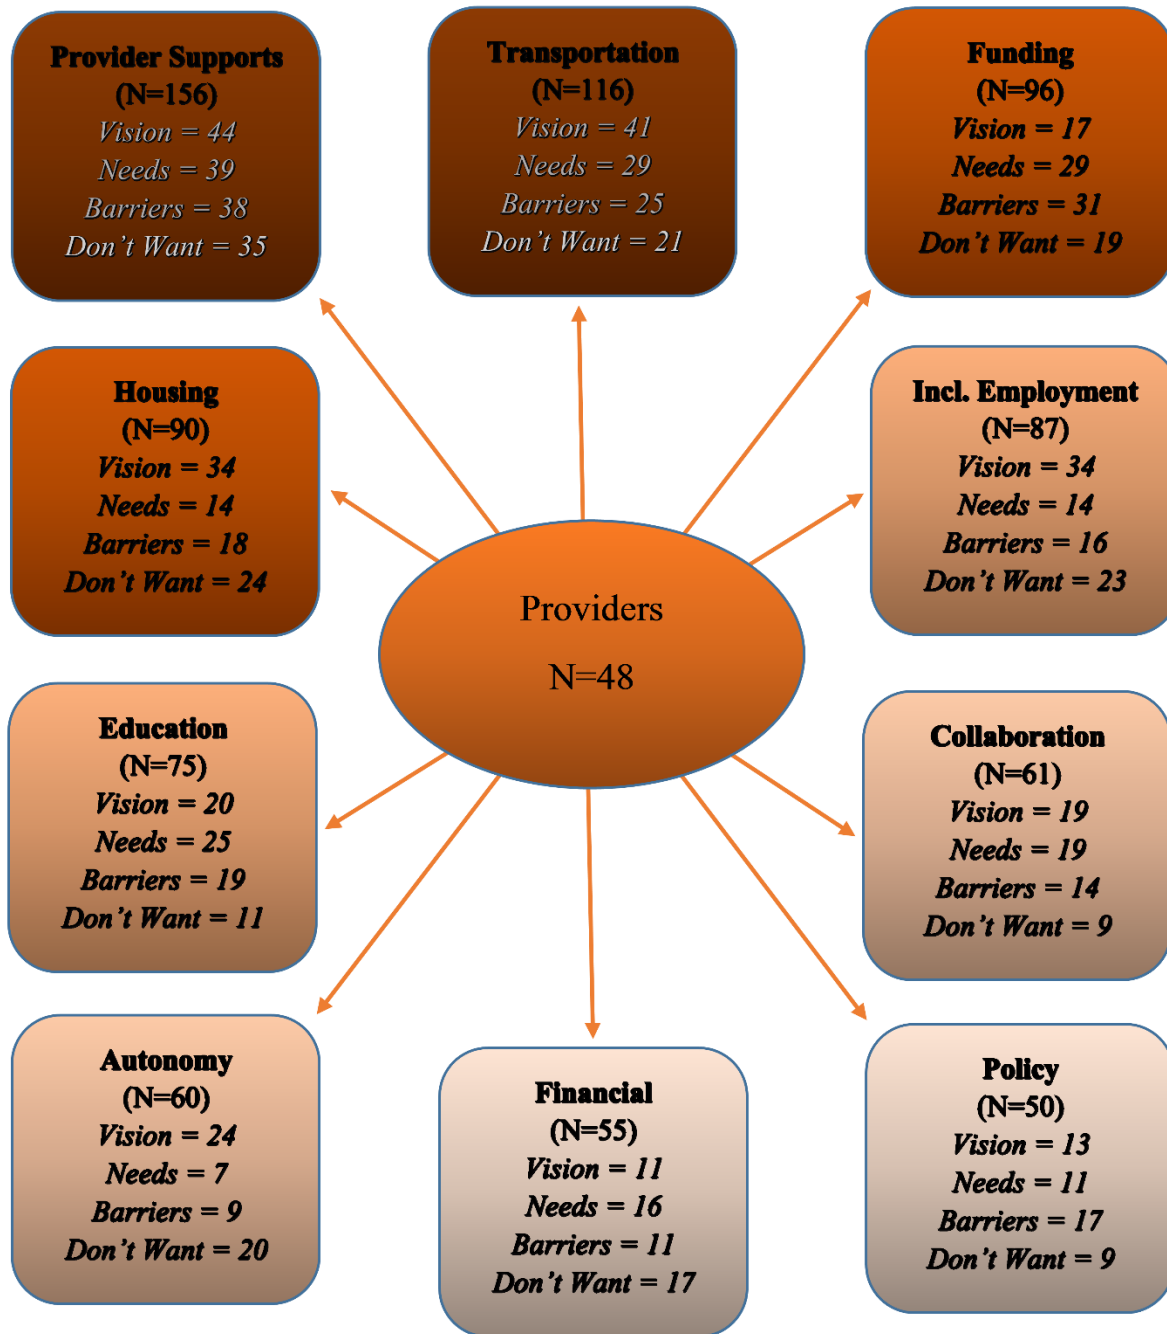 Provider Supports
(N=156)
Vision = 44
Needs = 39
Barriers = 38
Don't Want = 35
Transportation
(N=116)
Vision = 41
Needs = 29
Barriers = 25
Don't Want = 21
Funding
(N=96)
Vision = 17
Needs = 29
Barriers = 31
Don't Want = 19
Housing
(N=90)
Vision = 34
Needs = 14
Barriers = 18
Don't Want = 24
Incl. Employment
(N=87)
Vision = 34
Needs = 14
Barriers = 16
Don't Want = 23
Providers
N=48
Education
(N=75)
Vision = 20
Needs = 25
Barriers = 19
Don't Want = 11
Collaboration
(N=61)
Vision = 19
Needs = 19
Barriers = 14
Don't Want = 9
Autonomy
(N=60)
Vision = 24
Needs = 7
Barriers = 9
Don't Want = 20
Financial
(N=55)
Vision = 11
Needs = 16
Barriers = 11
Don't Want = 17
Policy
(N=50)
Vision = 13
Needs = 11
Barriers = 17
Don't Want = 9